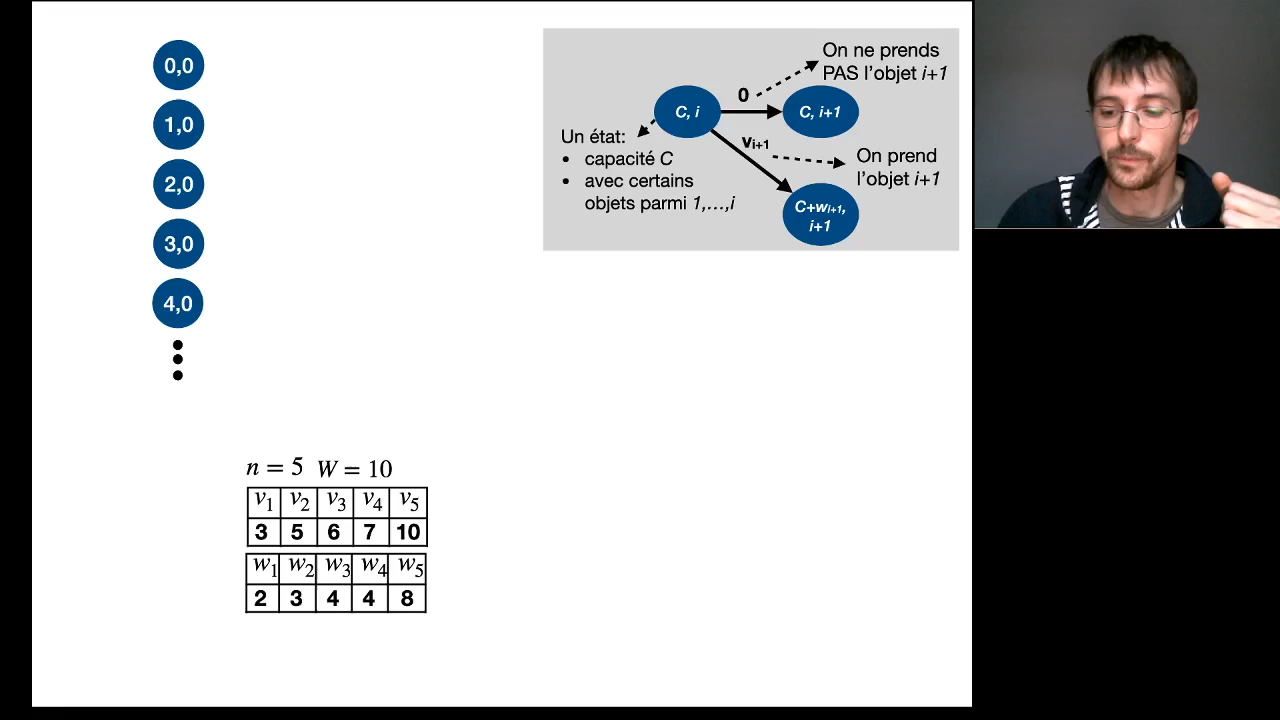 0,0
1,0
2,0
3,0
4,0
On ne prends
PAS l'objet i+1
0
C, i
C, i+1
Un état:
• capacité C
• avec certains
objets parmi 1,…,i
vi+1
On prend
l'objet i+1
C+wi+1,
i+1
n = 5 W = 10
v1 v2 v3 v4 v5
3 5 6 7 10
w1 w2 w3 w4 w5
2 3 4 4 8